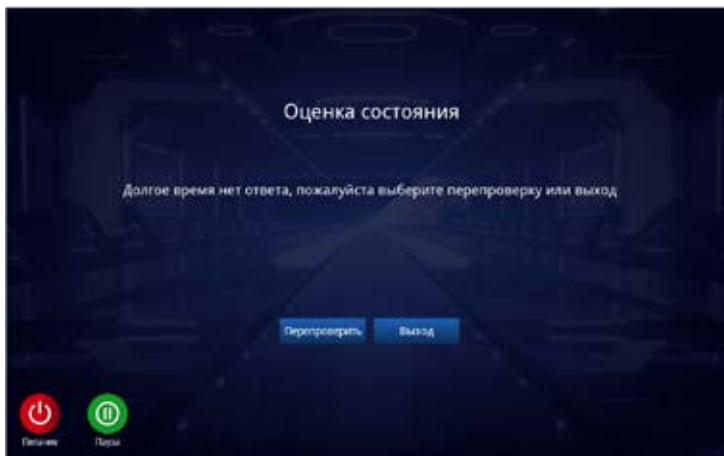 Оценка состояния
Долгое время нет ответа, пожалуйста выберите перепроверку или выход
Перепроверить
Выход
Питание
Пауза